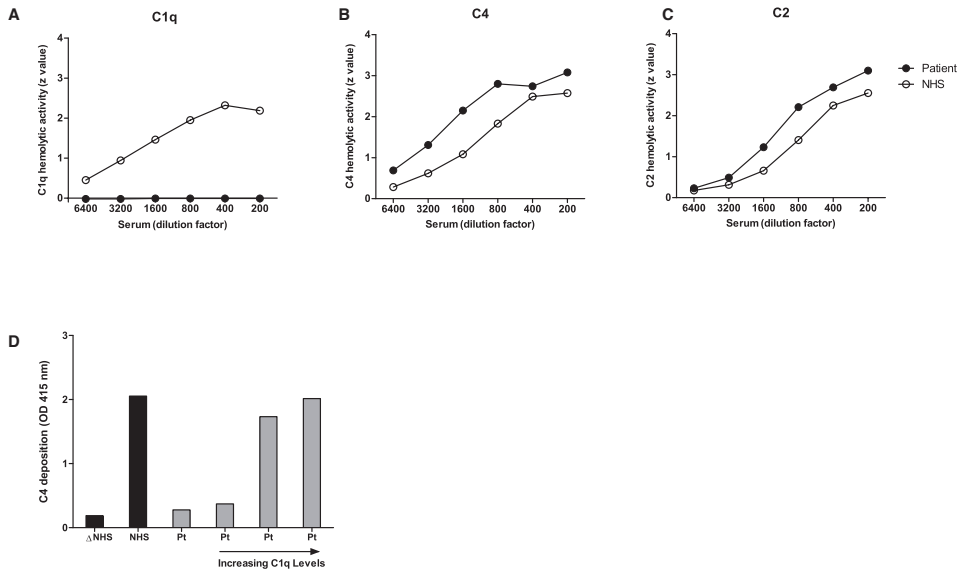 A
C1q
C1q hemolytic activity (z value)
4
3
2
1
0
6400 3200 1600 800 400 200
Serum (dilution factor)
B
C4
C4 hemolytic activity (z value)
4
3
2
1
0
6400 3200 1600 800 400 200
Serum (dilution factor)
C
C2
C2 hemolytic activity (z value)
4
3
2
1
0
6400 3200 1600 800 400 200
Serum (dilution factor)
Patient
NHS
D
C4 deposition (OD 415 nm)
3
2
1
0
ΔNHS NHS Pt Pt Pt Pt
Increasing C1q Levels